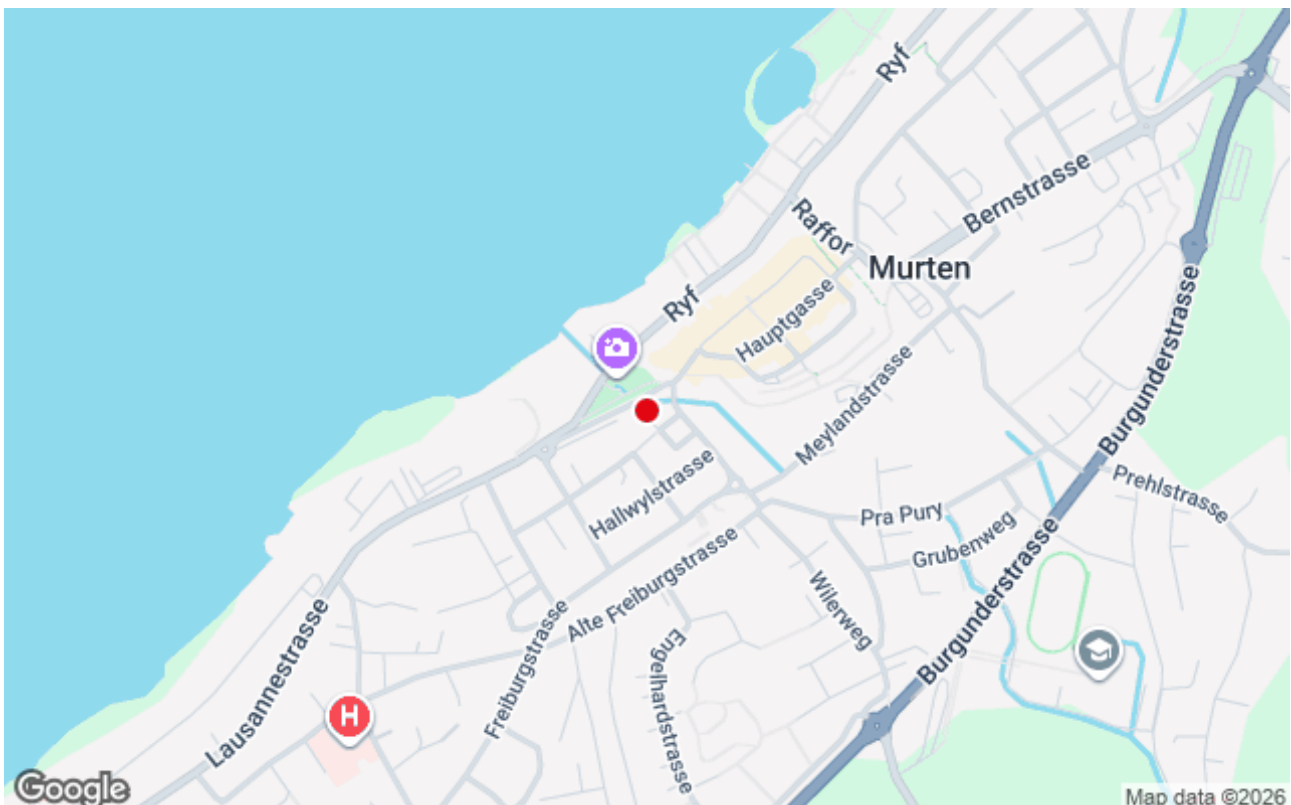 Ryf
Raffor
Bernstrasse
Murten
Ryf
Hauptgasse
Meylandstrasse
Burgunderstrasse
Prehlstrasse
Hallwylstrasse
Pra Pury
Grubenweg
Alte Freiburgstrasse
Wilerweg
Burgunderstrasse
Lausannestrasse
Freiburgstrasse
Engelhardstrasse
H
Google
Map data ©2026